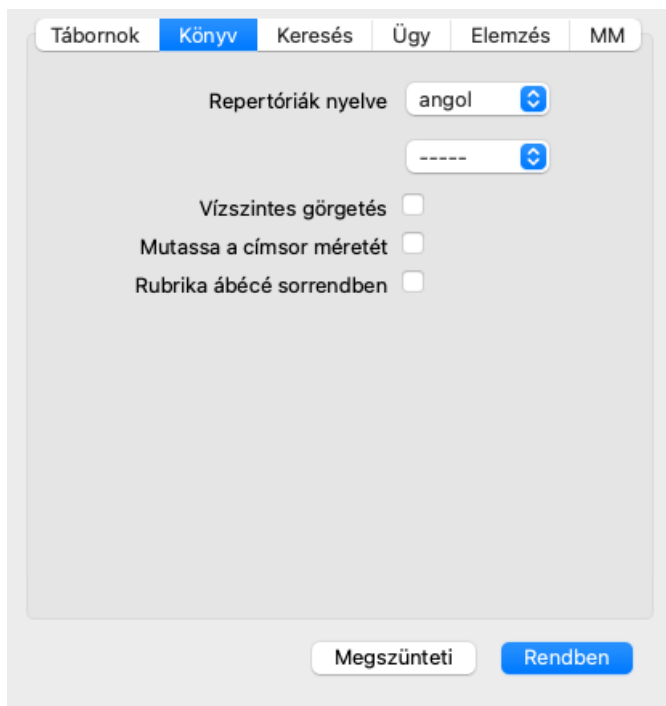 Tábornok Könyv Keresés Ügy Elemzés MM
Repertóriák nyelve angol
-----
Vízszintes görgetés
Mutassa a címsor méretét
Rubrika ábécé sorrendben
Megszünteti Rendben